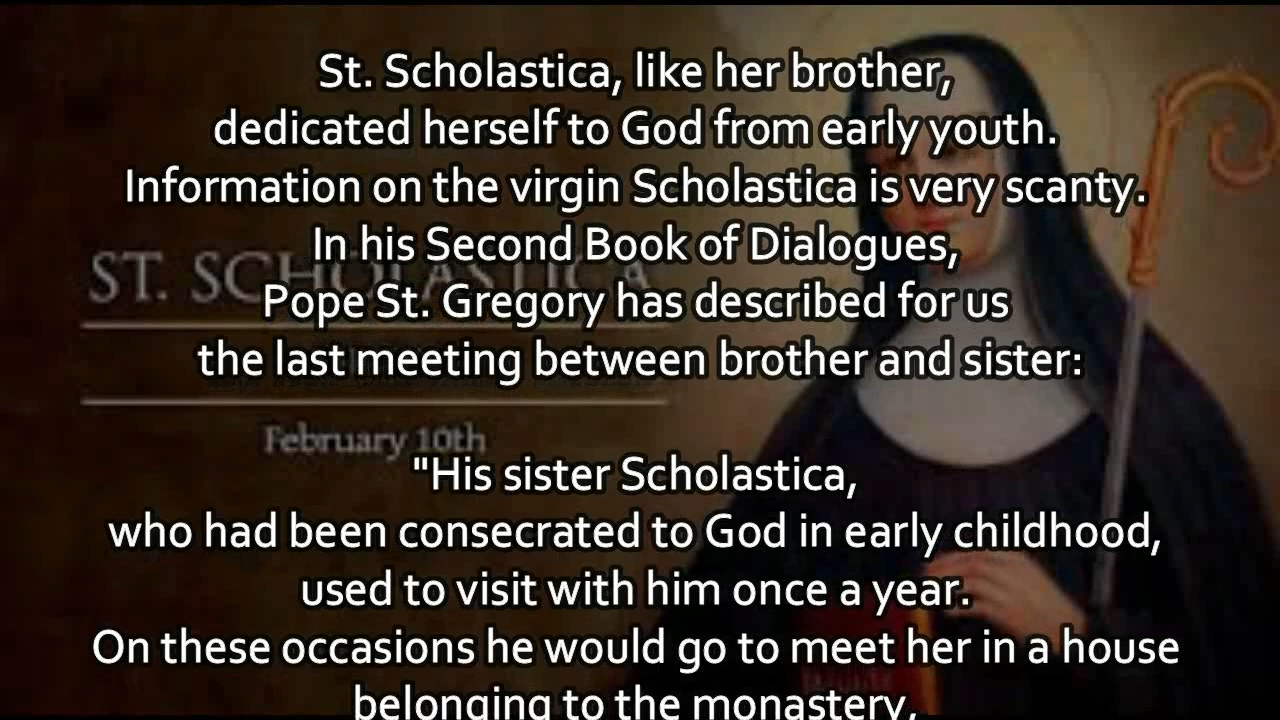 St. Scholastica, like her brother,
dedicated herself to God from early youth.
Information on the virgin Scholastica is very scanty.
In his Second Book of Dialogues,
ST. SCHOLASTICA
Pope St. Gregory has described for us
the last meeting between brother and sister:
February 10th
"His sister Scholastica,
who had been consecrated to God in early childhood,
used to visit with him once a year.
On these occasions he would go to meet her in a house
belonging to the monastery,